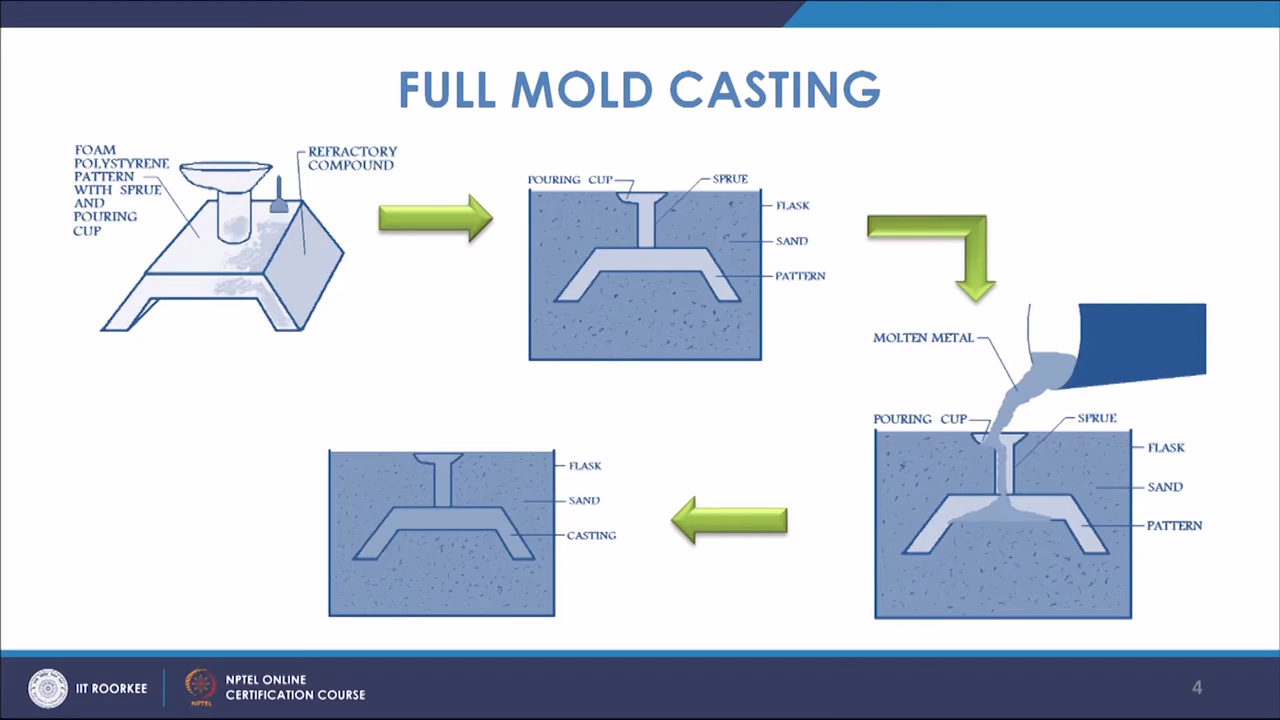 FULL MOLD CASTING
FOAM
POLYSTYRENE
PATTERN
WITH SPRUE
AND
POURING
CUP
REFRACTORY
COMPOUND
POURING CUP
SPRUE
FLASK
SAND
PATTERN
MOLTEN METAL
POURING CUP
SPRUE
FLASK
SAND
PATTERN
FLASK
SAND
CASTING
IIT ROORKEE
NPTEL
NPTEL ONLINE
CERTIFICATION COURSE
4